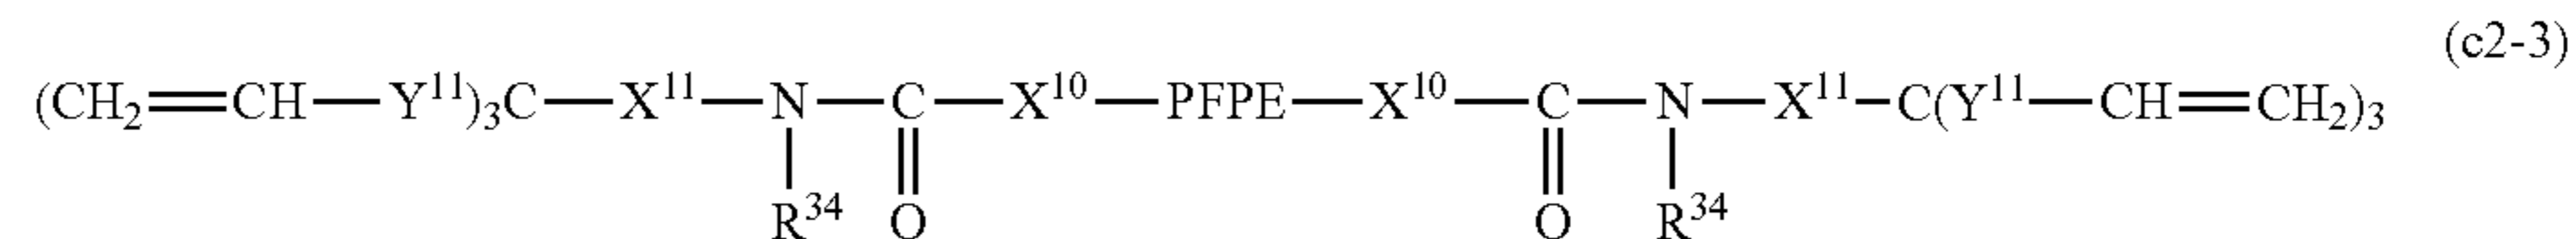 (c2-3)
(CH₂=CH—Y¹¹)₃C—X¹¹—N—C—X¹⁰—PFPE—X¹⁰—C—N—X¹¹—C(Y¹¹—CH=CH₂)₃
R³⁴ O O R³⁴